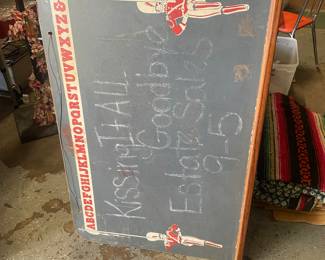 ABCDEFGHIJKLMNOPQRSTUVWXYZ&
Kissing It ALL
Goodbye
Estate Sales
9-5